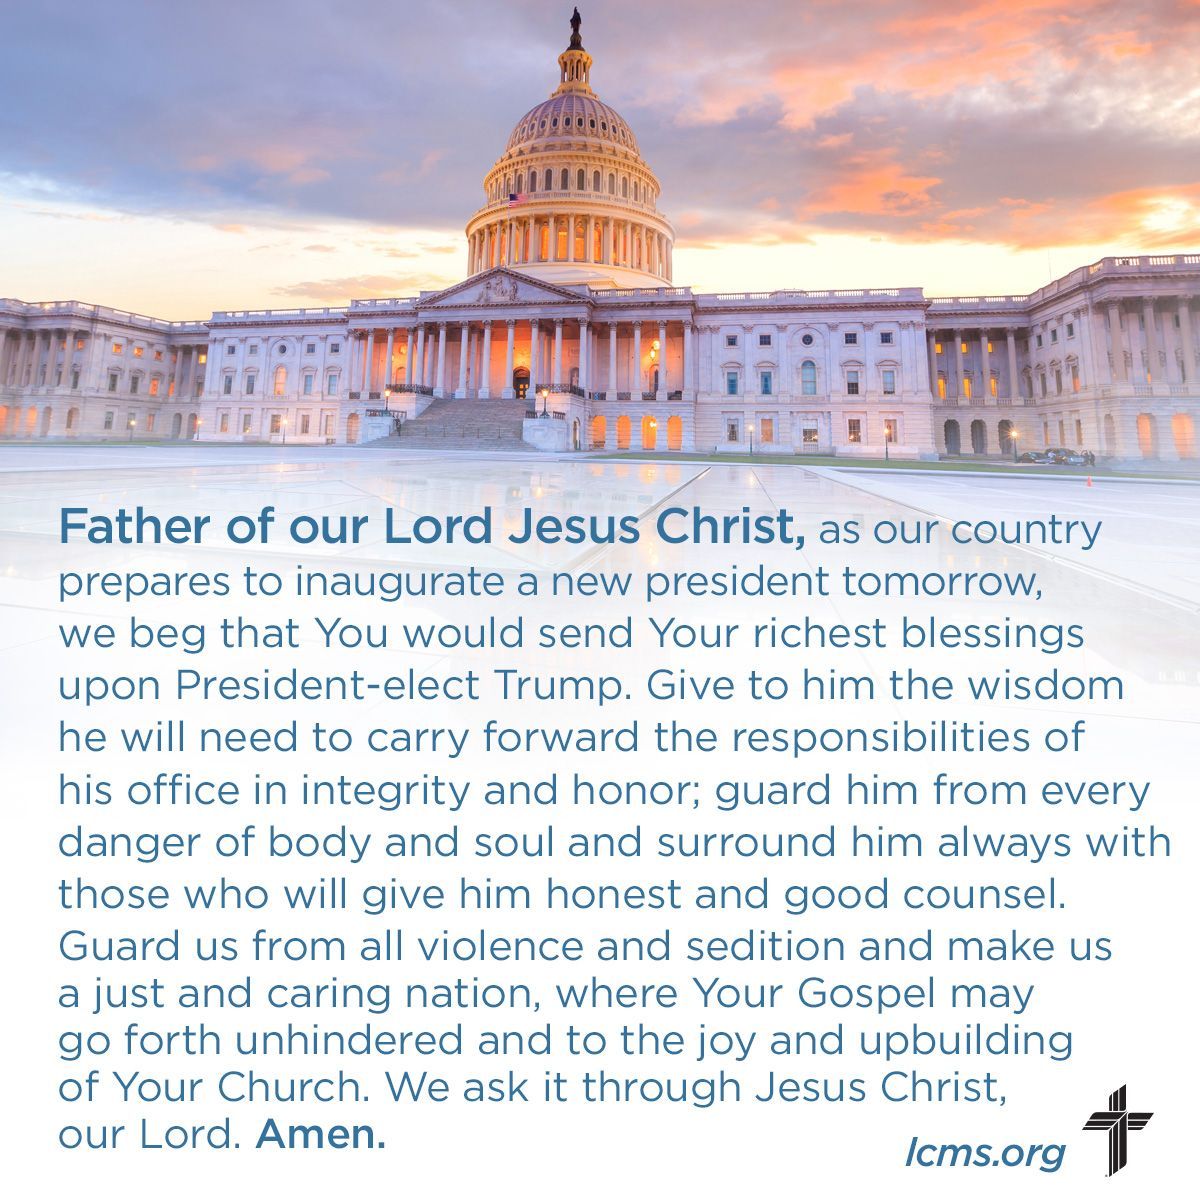 Father of our Lord Jesus Christ, as our country
prepares to inaugurate a new president tomorrow,
we beg that You would send Your richest blessings
upon President-elect Trump. Give to him the wisdom
he will need to carry forward the responsibilities of
his office in integrity and honor; guard him from every
danger of body and soul and surround him always with
those who will give him honest and good counsel.
Guard us from all violence and sedition and make us
a just and caring nation, where Your Gospel may
go forth unhindered and to the joy and upbuilding
of Your Church. We ask it through Jesus Christ,
our Lord. Amen.
lcms.org